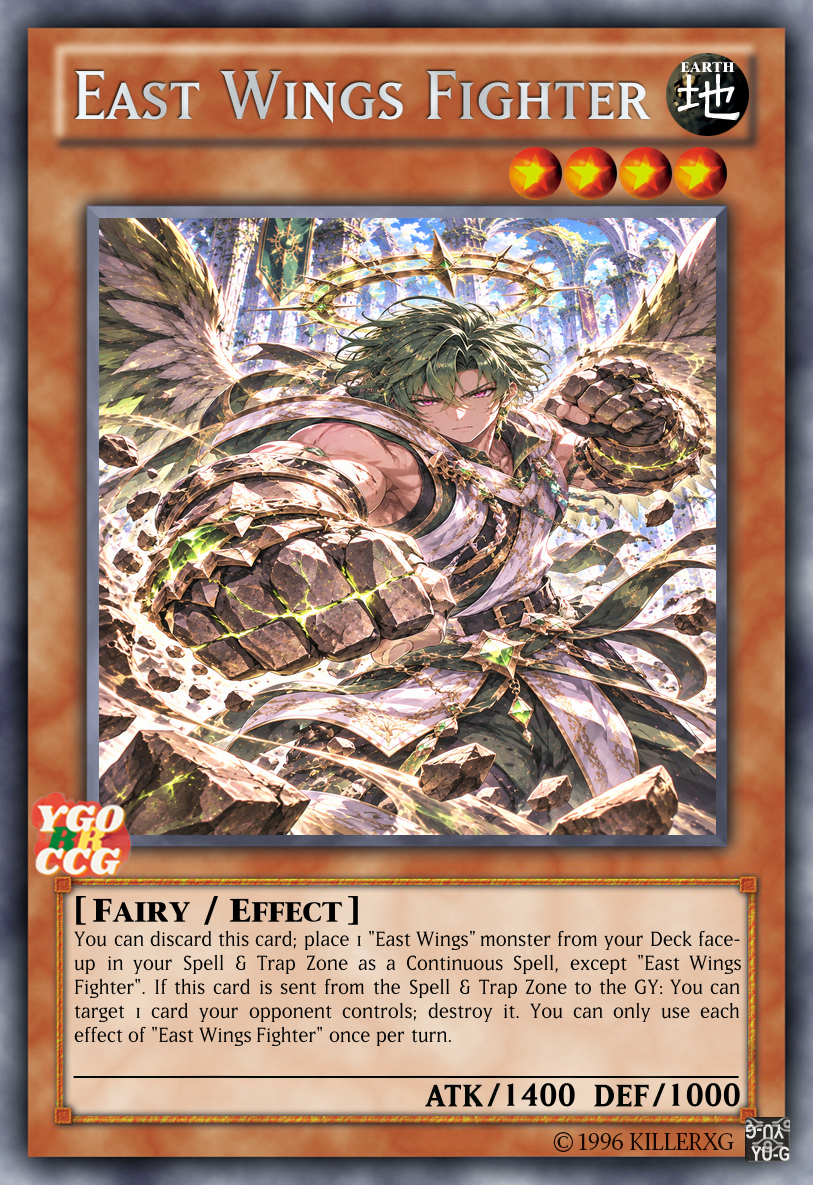 East Wings Fighter
EARTH
地
YGO
BR
CCG
[ Fairy / Effect ]
You can discard this card; place 1 "East Wings" monster from your Deck face-
up in your Spell & Trap Zone as a Continuous Spell, except "East Wings
Fighter". If this card is sent from the Spell & Trap Zone to the GY: You can
target 1 card your opponent controls; destroy it. You can only use each
effect of "East Wings Fighter" once per turn.
ATK/1400 DEF/1000
© 1996 KILLERXG
YU-G